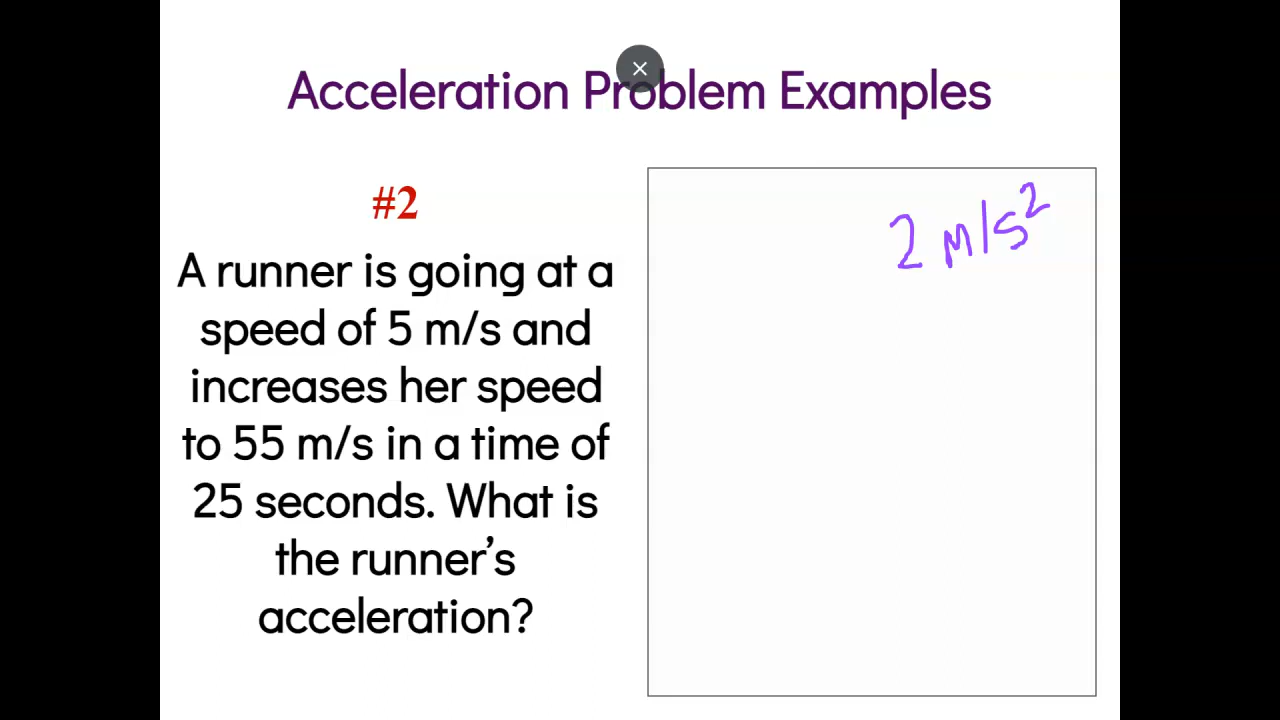 Acceleration Problem Examples
#2
A runner is going at a
speed of 5 m/s and
increases her speed
to 55 m/s in a time of
25 seconds. What is
the runner’s
acceleration?
2 m/s²